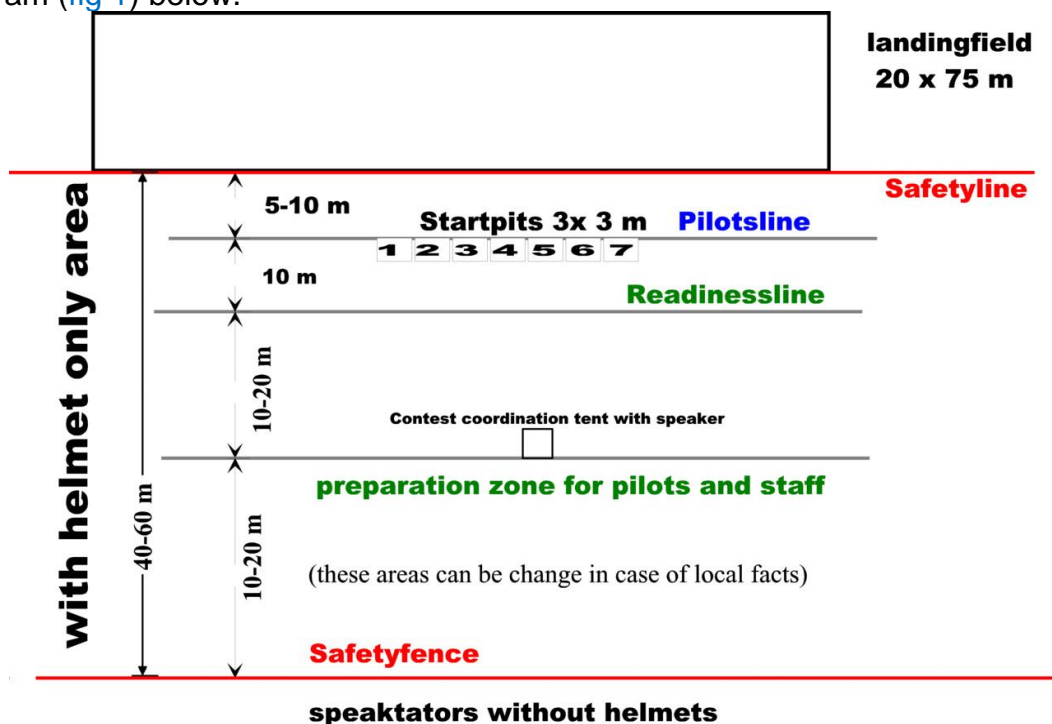 am (fig 1) below.
landingfield
20 x 75 m
Safetyline
5-10 m
Startpits 3x 3 m Pilotsline
1 2 3 4 5 6 7
10 m
Readinessline
with helmet only area
40-60 m
10-20 m
Contest coordination tent with speaker
preparation zone for pilots and staff
10-20 m
(these areas can be change in case of local facts)
Safetyfence
speaktators without helmets